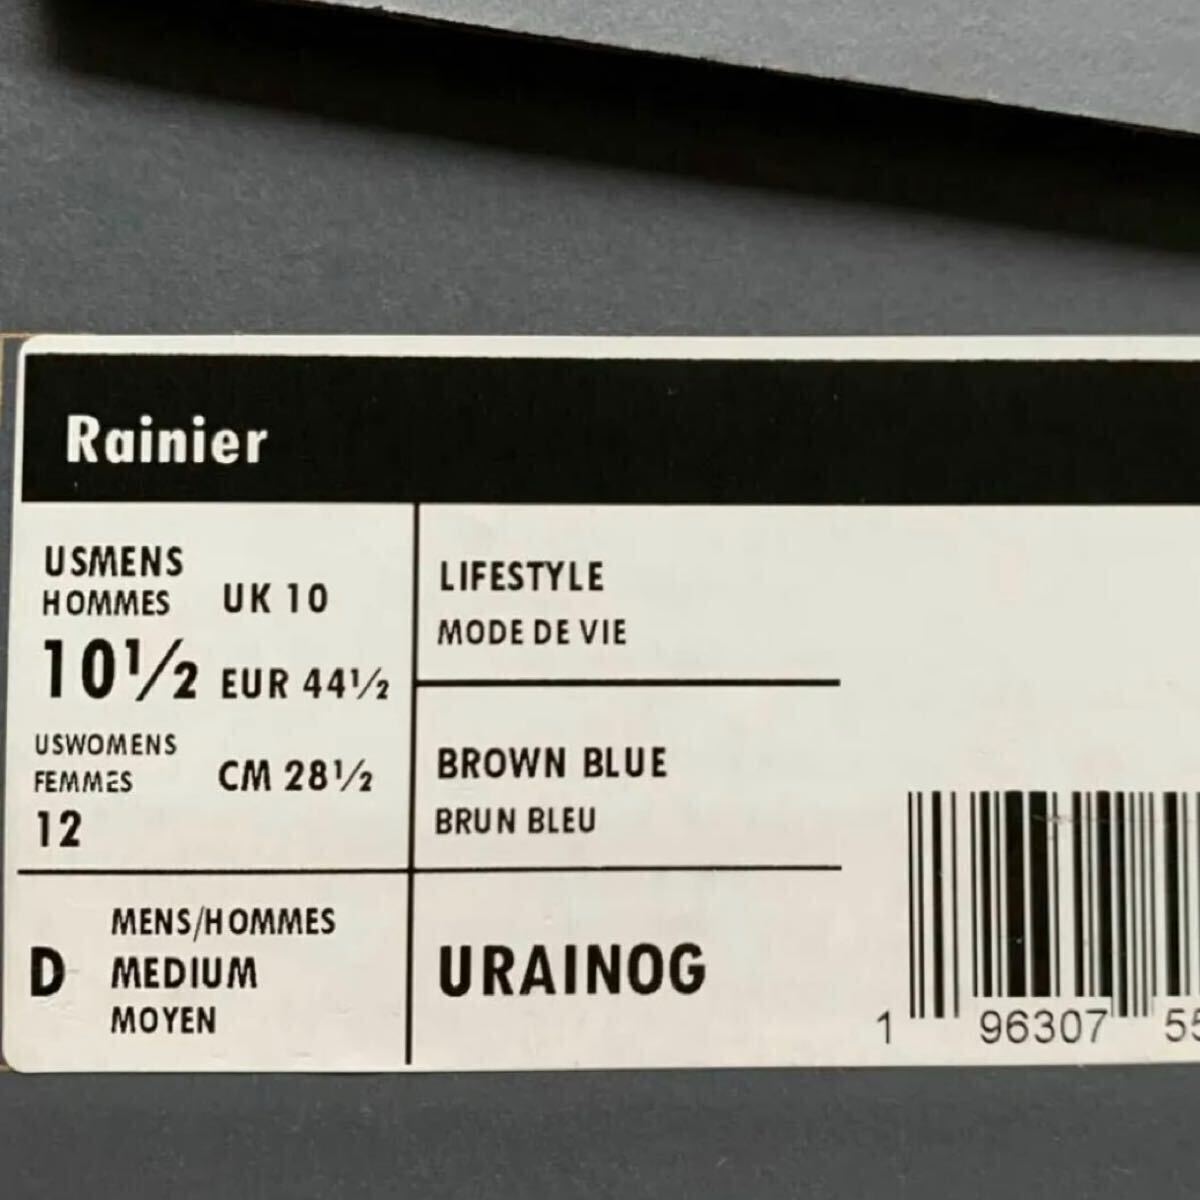 Rainier
USMENS
HOMMES
10½
UK 10
EUR 44½
USWOMENS
FEMMES
12
CM 28½
LIFESTYLE
MODE DE VIE
BROWN BLUE
BRUN BLEU
D
MENS/HOMMES
MEDIUM
MOYEN
URAINOG
1 96307 55